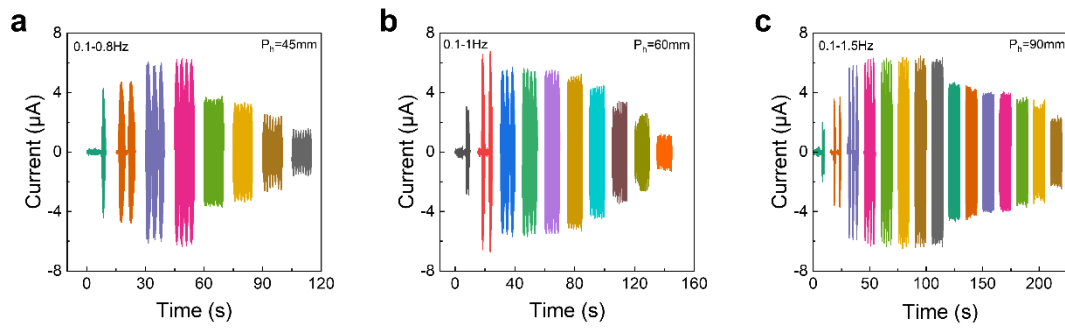 a
0.1-0.8Hz
Pₕ=45mm
8
4
0
-4
-8
Current (μA)
0
30
60
90
120
Time (s)
b
0.1-1Hz
Pₕ=60mm
8
4
0
-4
-8
Current (μA)
0
40
80
120
160
Time (s)
c
0.1-1.5Hz
Pₕ=90mm
8
4
0
-4
-8
Current (μA)
0
50
100
150
200
Time (s)